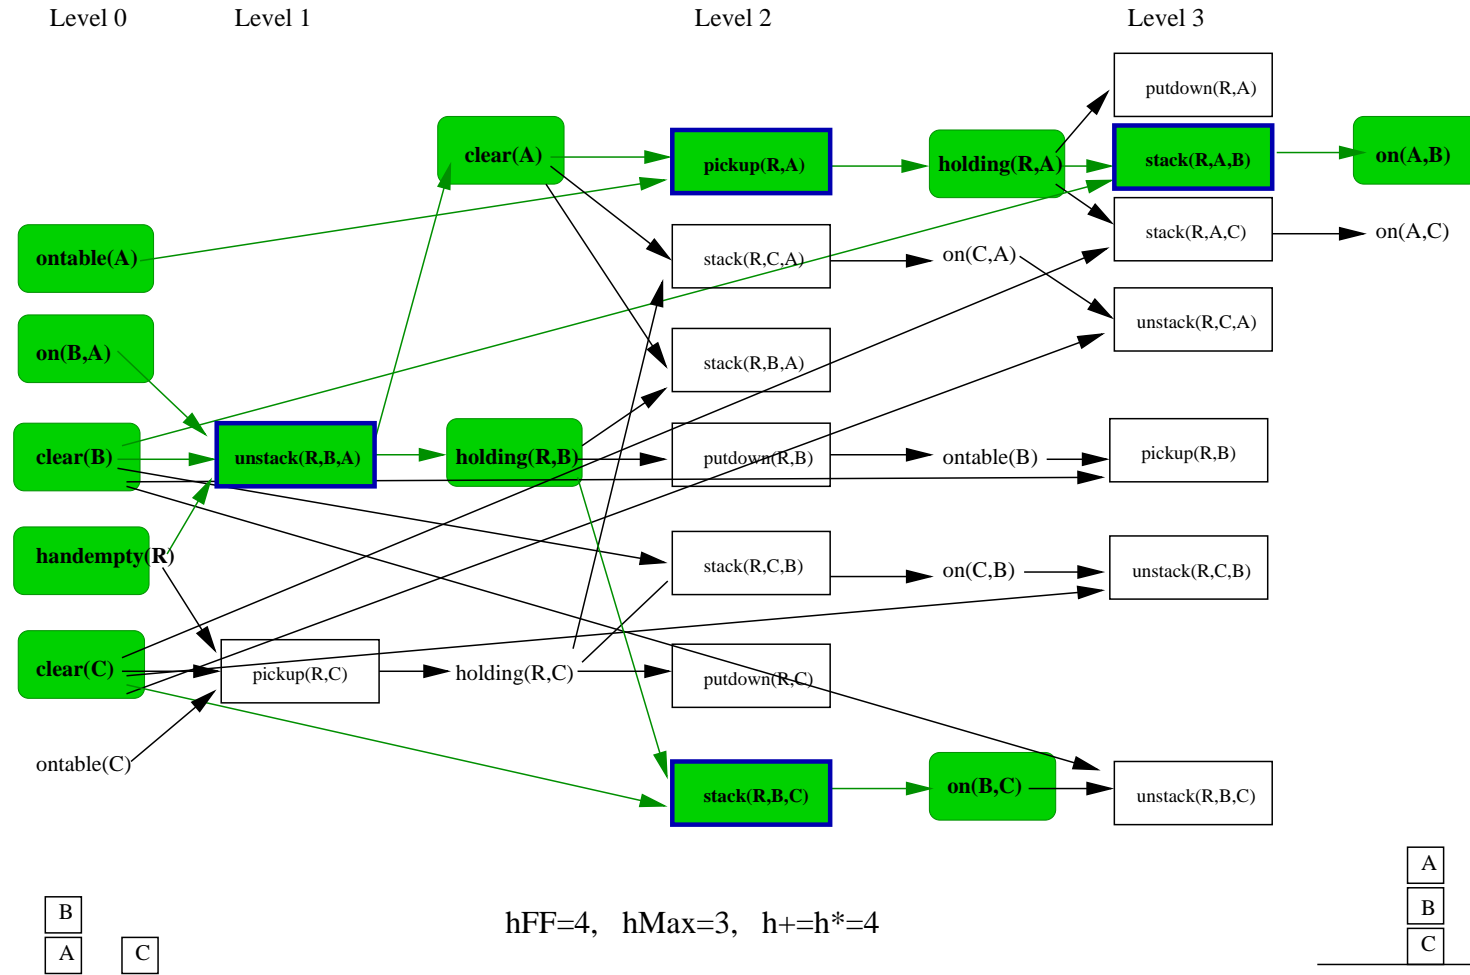 Level 0 Level 1 Level 2 Level 3
putdown(R,A)
clear(A) pickup(R,A) holding(R,A) stack(R,A,B) on(A,B)
ontable(A) stack(R,C,A) on(C,A) stack(R,A,C) on(A,C)
unstack(R,C,A)
on(B,A) stack(R,B,A)
clear(B) unstack(R,B,A) holding(R,B) putdown(R,B) ontable(B) pickup(R,B)
handempty(R) stack(R,C,B) on(C,B) unstack(R,C,B)
clear(C) pickup(R,C) holding(R,C) putdown(R,C)
ontable(C)
stack(R,B,C) on(B,C) unstack(R,B,C)
A
B hFF=4, hMax=3, h+=h*=4 B
A C C